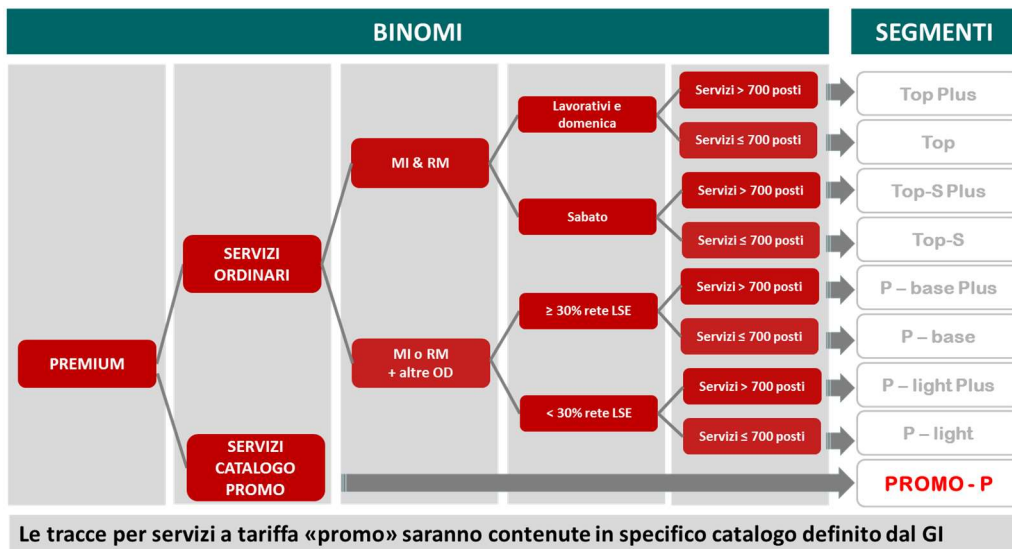 BINOMI
SEGMENTI
PREMIUM
SERVIZI
ORDINARI
SERVIZI
CATALOGO
PROMO
MI & RM
MI o RM
+ altre OD
Lavorativi e
domenica
Sabato
≥ 30% rete LSE
< 30% rete LSE
Servizi > 700 posti
Servizi ≤ 700 posti
Servizi > 700 posti
Servizi ≤ 700 posti
Servizi > 700 posti
Servizi ≤ 700 posti
Servizi > 700 posti
Servizi ≤ 700 posti
Top Plus
Top
Top-S Plus
Top-S
P – base Plus
P – base
P – light Plus
P – light
PROMO - P
Le tracce per servizi a tariffa «promo» saranno contenute in specifico catalogo definito dal GI